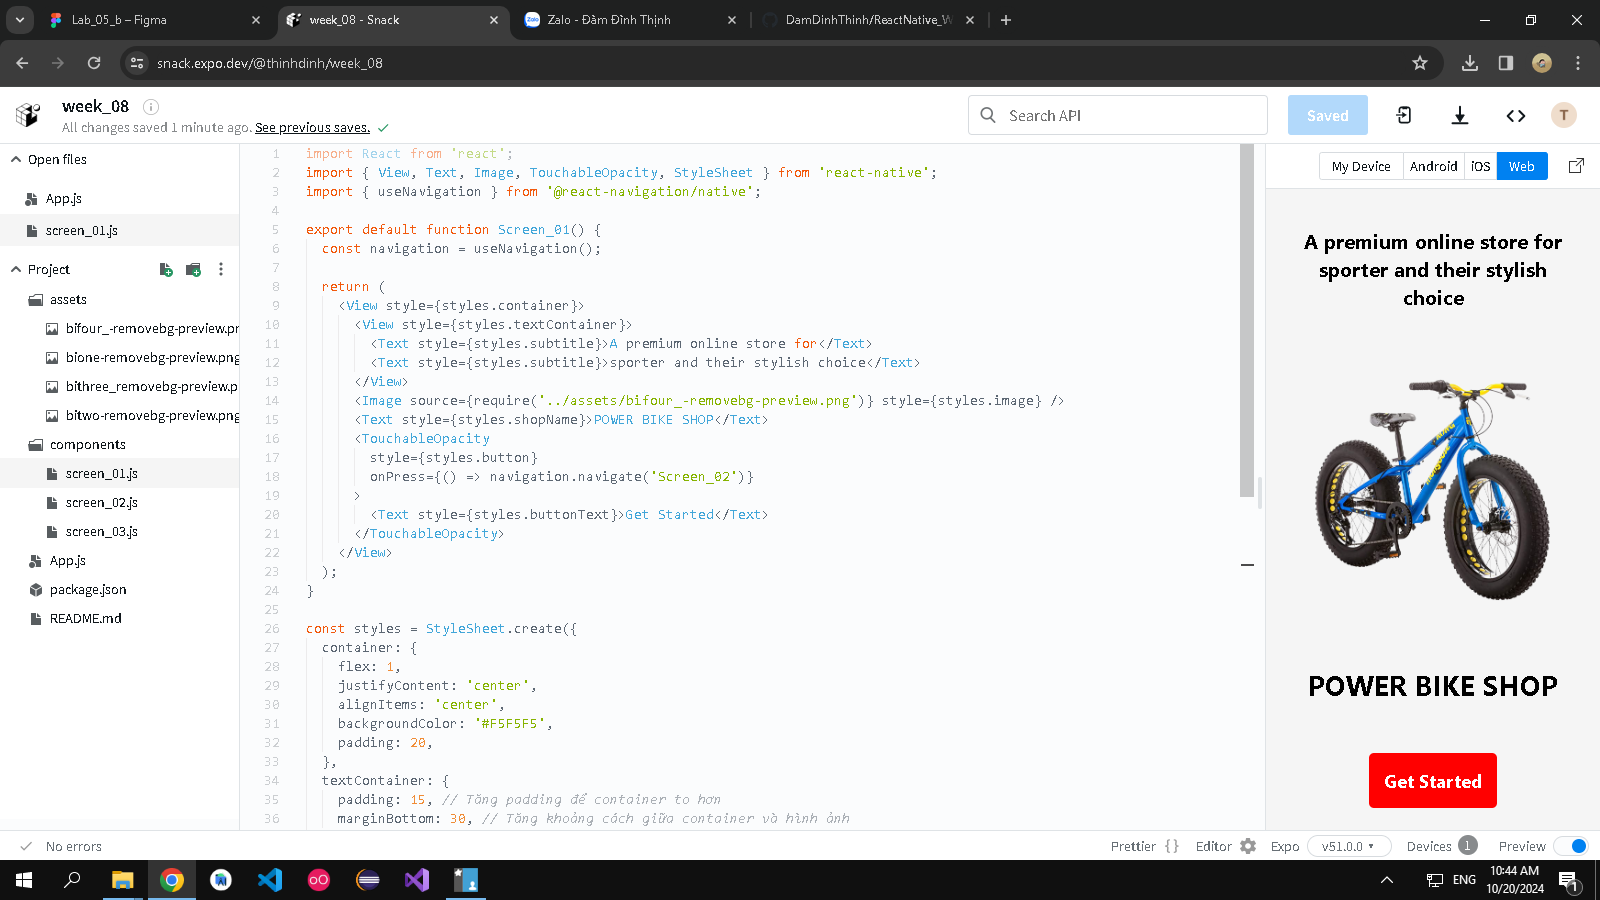 Lab_05_b – Figma
week_08 - Snack
Zalo - Đàm Đình Thịnh
DamDinhThinh/ReactNative_W
snack.expo.dev/@thinhdinh/week_08
week_08
All changes saved 1 minute ago. See previous saves.
Search API
Saved
T
Open files
App.js
screen_01.js
Project
assets
bifour_-removebg-preview.pn
bione-removebg-preview.png
bithree_removebg-preview.p
bitwo-removebg-preview.png
components
screen_01.js
screen_02.js
screen_03.js
App.js
package.json
README.md
1 import React from 'react';
2 import { View, Text, Image, TouchableOpacity, StyleSheet } from 'react-native';
3 import { useNavigation } from '@react-navigation/native';
4
5 export default function Screen_01() {
6 const navigation = useNavigation();
7
8 return (
9 <View style={styles.container}>
10 <View style={styles.textContainer}>
11 <Text style={styles.subtitle}>A premium online store for</Text>
12 <Text style={styles.subtitle}>sporter and their stylish choice</Text>
13 </View>
14 <Image source={require('../assets/bifour_-removebg-preview.png')} style={styles.image} />
15 <Text style={styles.shopName}>POWER BIKE SHOP</Text>
16 <TouchableOpacity
17 style={styles.button}
18 onPress={() => navigation.navigate('Screen_02')}
19 >
20 <Text style={styles.buttonText}>Get Started</Text>
21 </TouchableOpacity>
22 </View>
23 );
24 }
25
26 const styles = StyleSheet.create({
27 container: {
28 flex: 1,
29 justifyContent: 'center',
30 alignItems: 'center',
31 backgroundColor: '#F5F5F5',
32 padding: 20,
33 },
34 textContainer: {
35 padding: 15, // Tăng padding để container to hơn
36 marginBottom: 30, // Tăng khoảng cách giữa container và hình ảnh
My Device
Android
iOS
Web
A premium online store for
sporter and their stylish
choice
POWER BIKE SHOP
Get Started
No errors
Prettier { }
Editor
Expo
v51.0.0
Devices 1
Preview
ENG
10:44 AM
10/20/2024
1